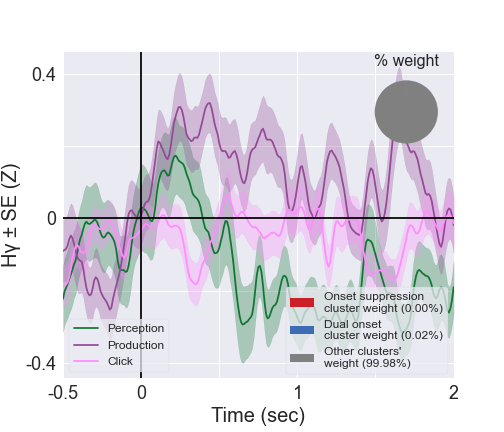 % weight
0.4
0
-0.4
Hγ ± SE (Z)
Perception
Production
Click
Onset suppression
cluster weight (0.00%)
Dual onset
cluster weight (0.02%)
Other clusters'
weight (99.98%)
-0.5
0
1
2
Time (sec)